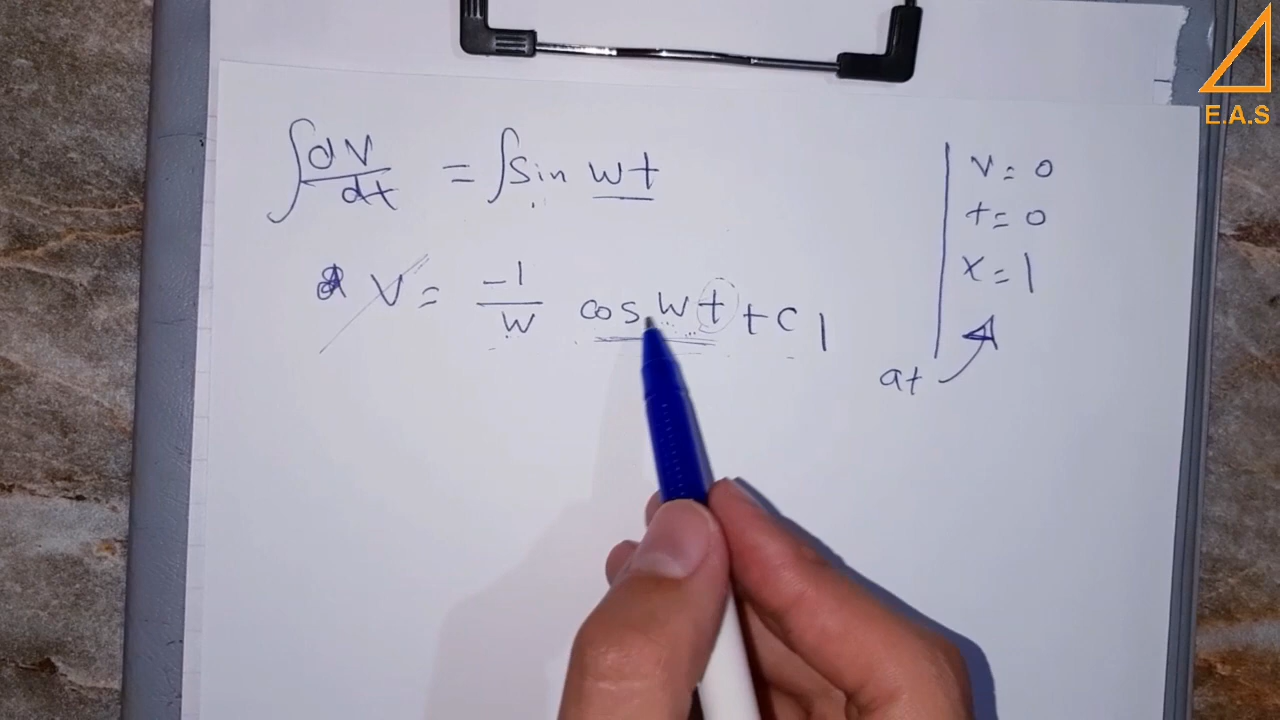 ∫ dv/dt = ∫ sin wt
V = -1/w cos wt + c1
v = 0
t = 0
x = 1
at
E.A.S